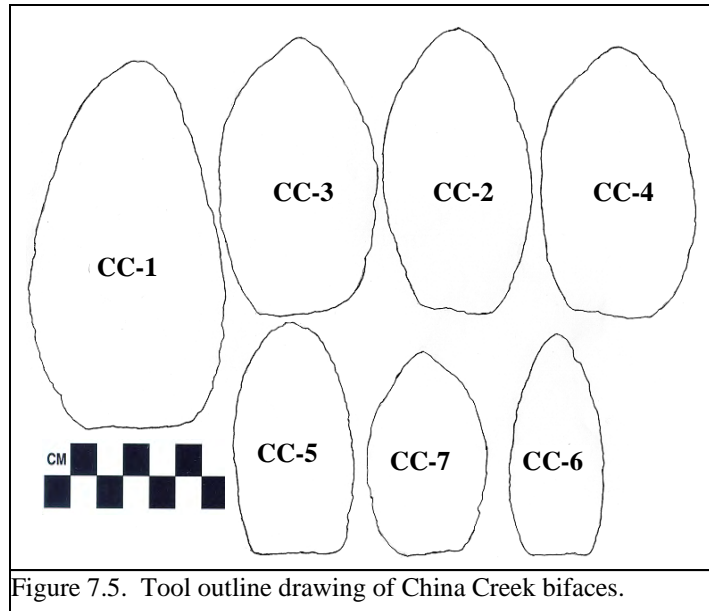 CC-3
CC-2
CC-4
CC-1
CC-5
CC-7
CC-6
CM
Figure 7.5. Tool outline drawing of China Creek bifaces.